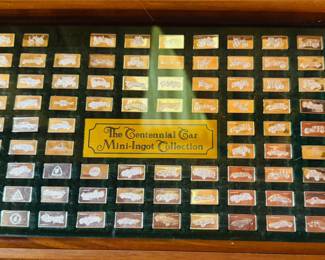 The Centennial Car
Mini-Ingot Collection